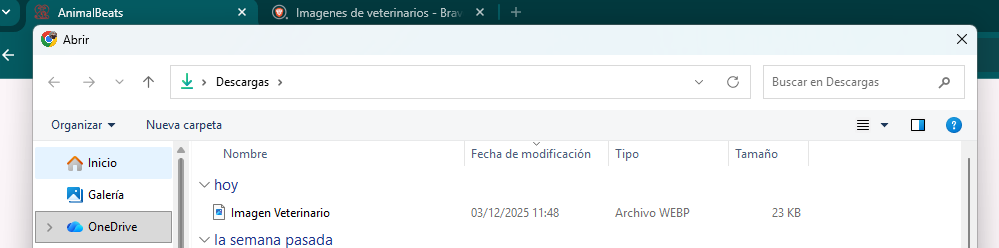 AnimalBeats
Imagenes de veterinarios - Brav
Abrir
Descargas
Buscar en Descargas
Organizar
Nueva carpeta
Nombre Fecha de modificación Tipo Tamaño
Inicio
hoy
Galería
Imagen Veterinario 03/12/2025 11:48 Archivo WEBP 23 KB
OneDrive
la semana pasada